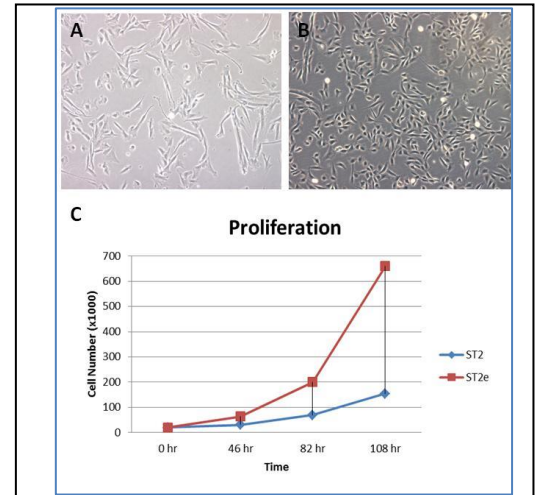 A
B
C
Proliferation
700
600
500
400
300
200
100
0
Cell Number (x1000)
0 hr
46 hr
82 hr
108 hr
Time
ST2
ST2e